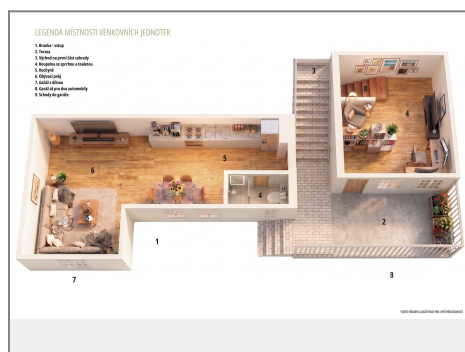 LEGENDA MÍSTNOSTI VENKOVNÍCH JEDNOTEK
1. Branka - vstup
2. Terasa
3. Východ na první část zahrady
4. Koupelna se sprchou a toaletou
5. Kuchyně
6. Obývací pokoj
7. Garáž s dílnou
8. Garáž až pro dva automobily
9. Schody do garáže
3
8
4
5
6
4
2
1
7
8